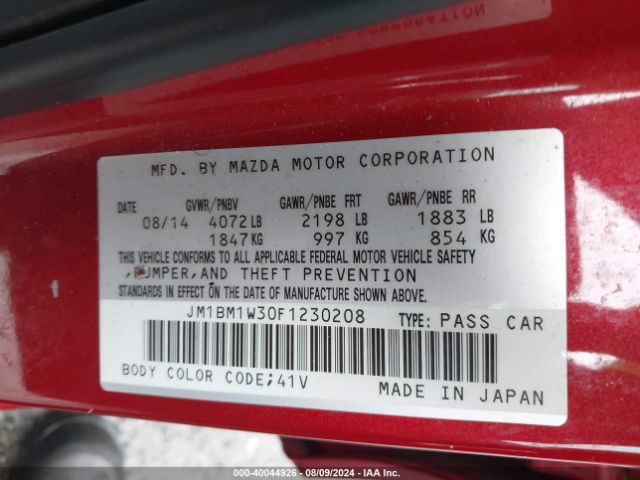 CORPORATION
MFD. BY MAZDA MOTOR CORPORATION
DATE GVWR/PNBV GAWR/PNBE FRT GAWR/PNBE RR
08/14 4072 LB 2198 LB 1883 LB
1847 KG 997 KG 854 KG
THIS VEHICLE CONFORMS TO ALL APPLICABLE FEDERAL MOTOR VEHICLE SAFETY
,BUMPER,AND THEFT PREVENTION
STANDARDS IN EFFECT ON THE DATE OF MANUFACTURE SHOWN ABOVE.
JM1BM1W30F1230208 TYPE: PASS CAR
BODY COLOR CODE;41V MADE IN JAPAN
000-40044926 - 08/09/2024 - IAA Inc.